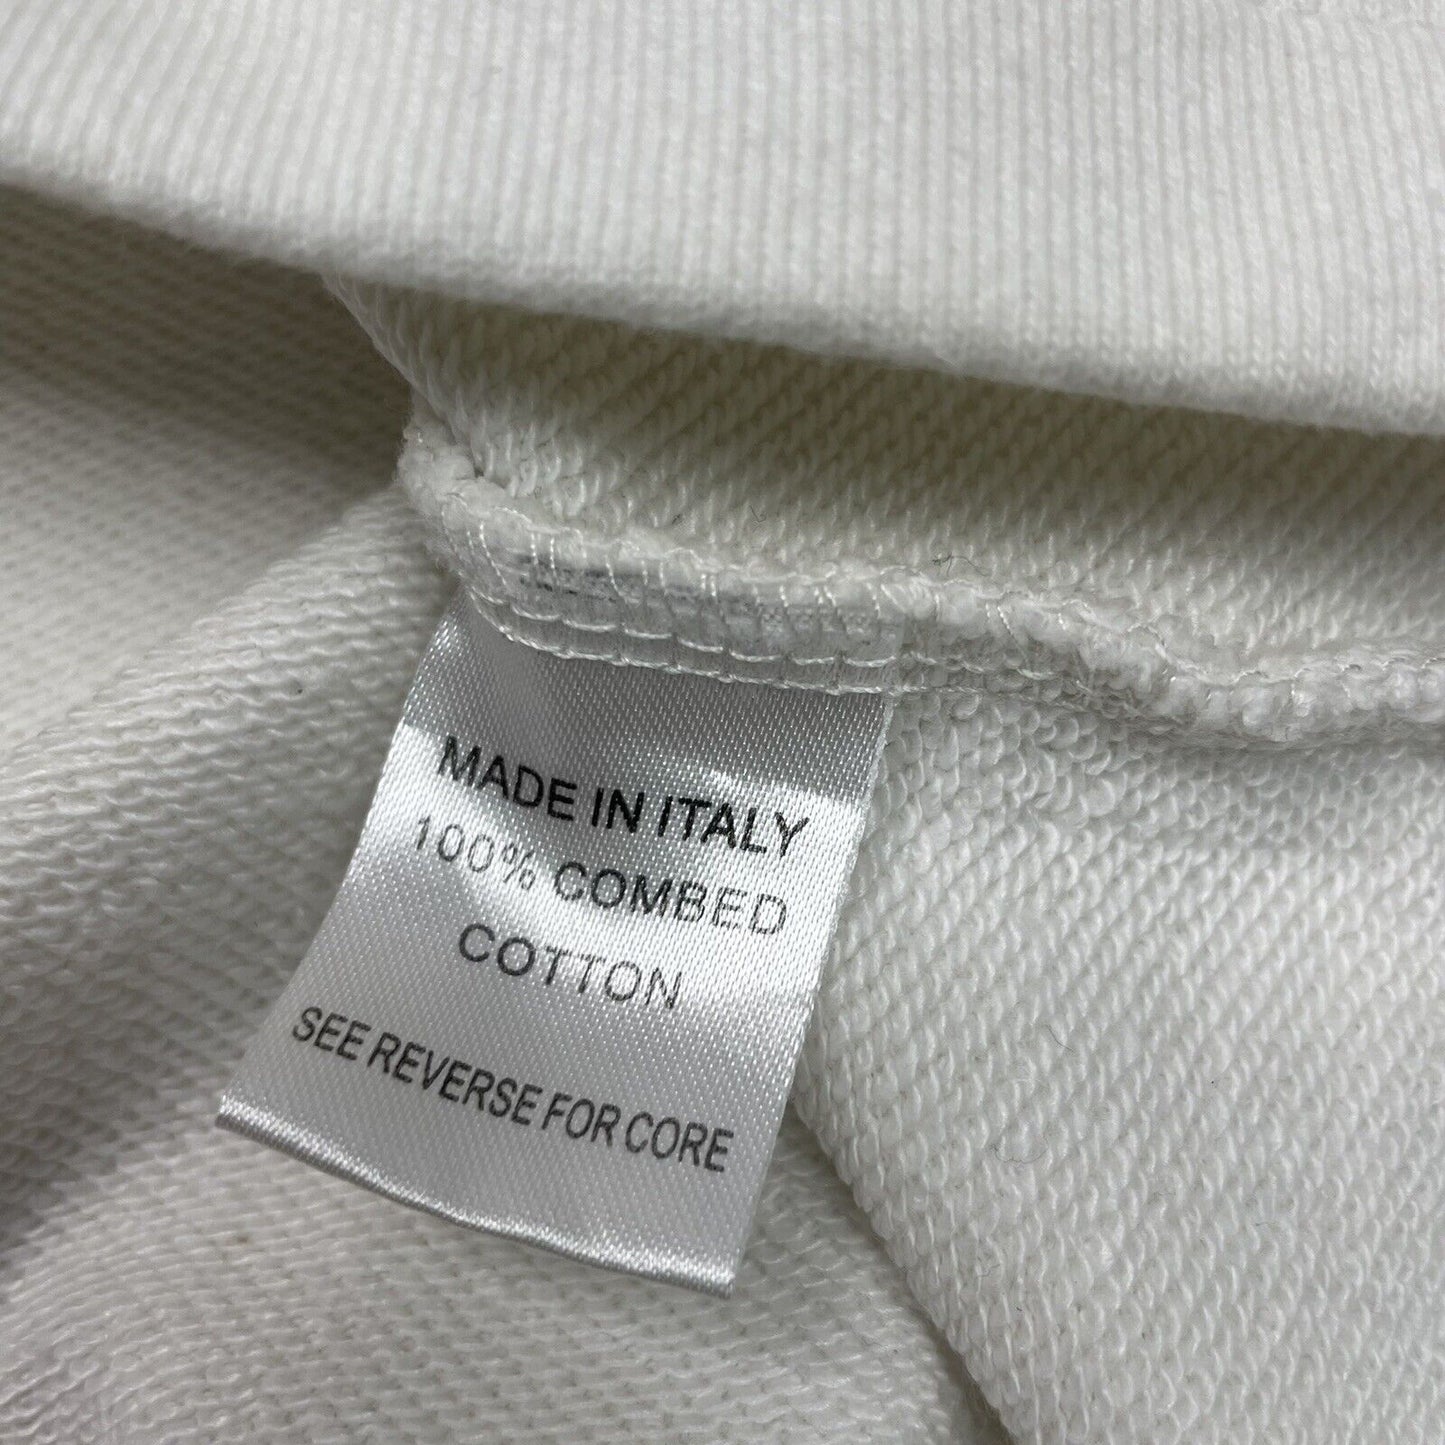 MADE IN ITALY
100% COMBED
COTTON
SEE REVERSE FOR CORE